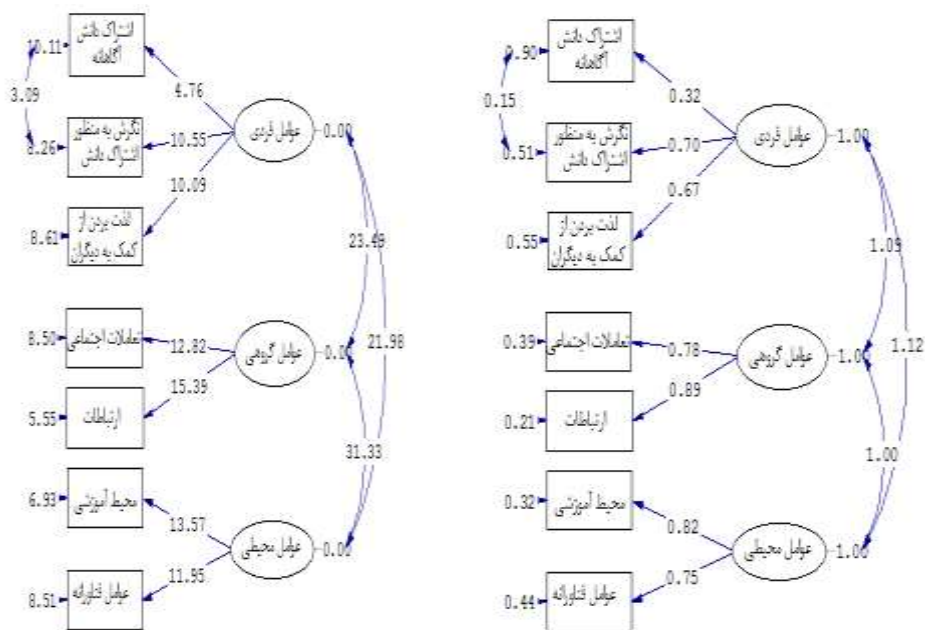 اشتراک دانش
آگاهانه
10.11
3.09
4.76
نگرش به منظور
اشتراک دانش
8.26
10.55
عوامل فردی
0.00
10.09
لذت بردن از
کمک به دیگران
8.61
23.49
تعاملات اجتماعی
8.50
12.82
عوامل گروهی
0.00
21.98
15.39
ارتباطات
5.55
31.33
محیط آموزشی
6.93
13.57
عوامل محیطی
0.00
11.95
عوامل فناورانه
8.51
اشتراک دانش
آگاهانه
0.90
0.15
0.32
نگرش به منظور
اشتراک دانش
0.51
0.70
عوامل فردی
1.00
0.67
لذت بردن از
کمک به دیگران
0.55
1.09
تعاملات اجتماعی
0.39
0.78
عوامل گروهی
1.00
1.12
0.89
ارتباطات
0.21
1.00
محیط آموزشی
0.32
0.82
عوامل محیطی
1.00
0.75
عوامل فناورانه
0.44